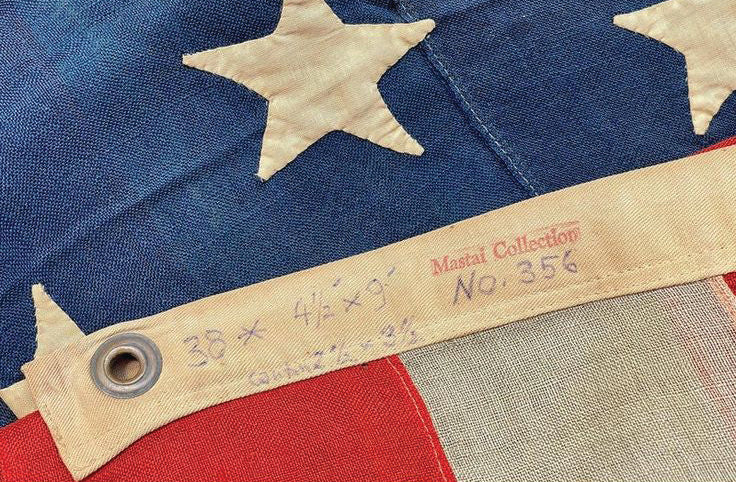 38 * 4½' x 9'
Mastai Collection
No. 356